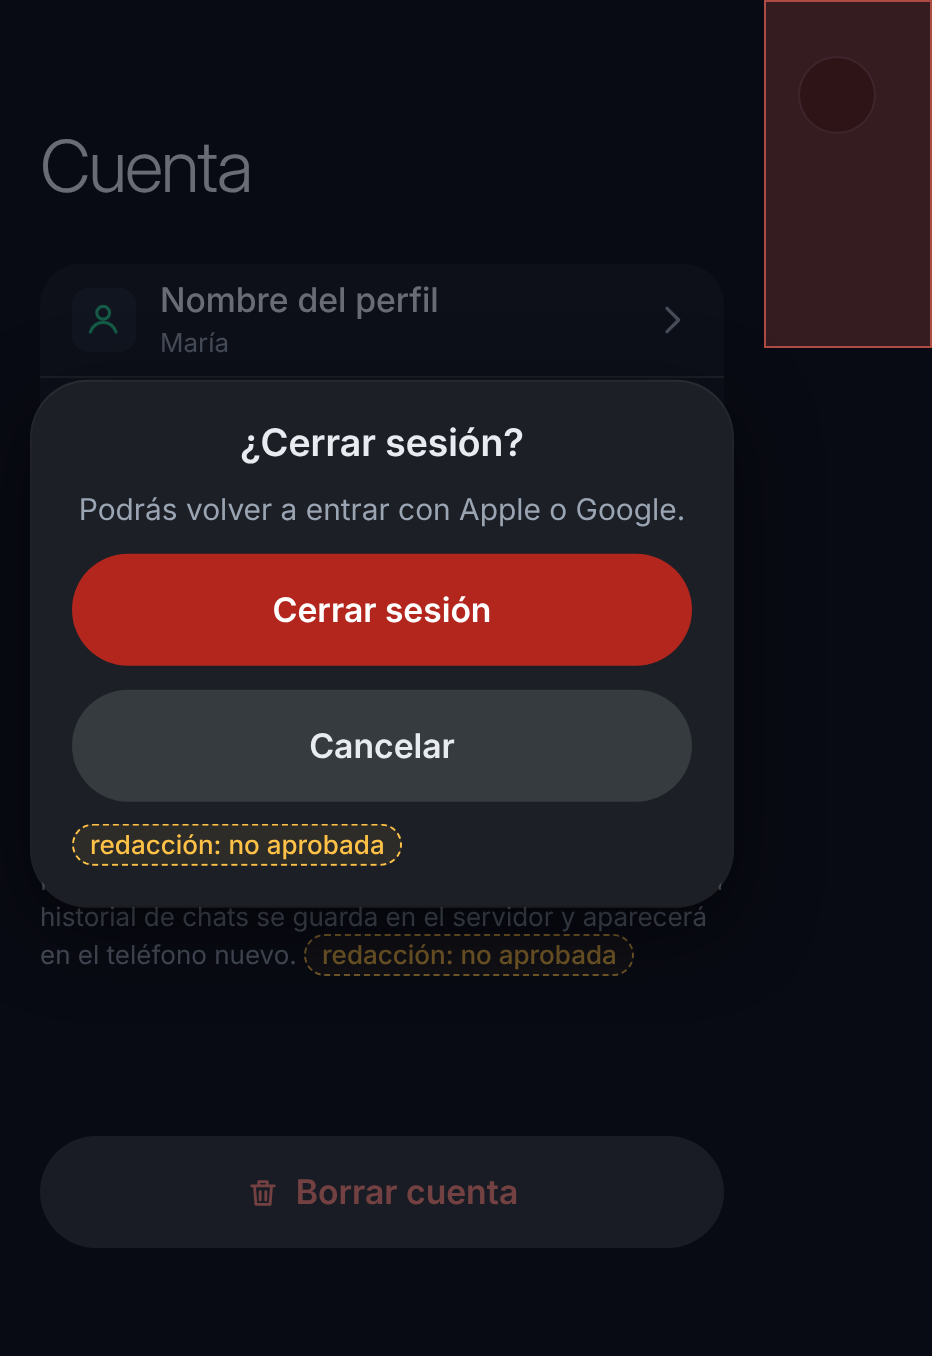 Cuenta
Nombre del perfil
María
¿Cerrar sesión?
Podrás volver a entrar con Apple o Google.
Cerrar sesión
Cancelar
redacción: no aprobada
historial de chats se guarda en el servidor y aparecerá
en el teléfono nuevo. redacción: no aprobada
Borrar cuenta